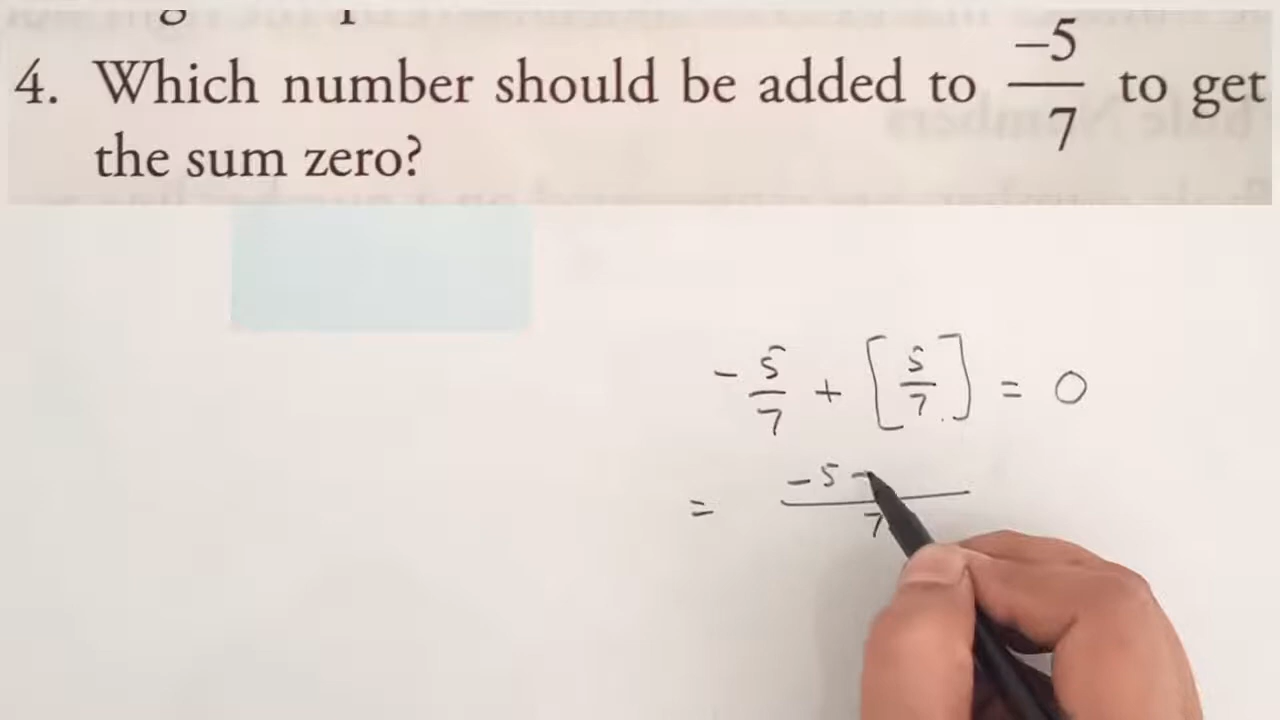 4. Which number should be added to -5/7 to get
the sum zero?
- 5/7 + [5/7] = 0
= -5 -/7